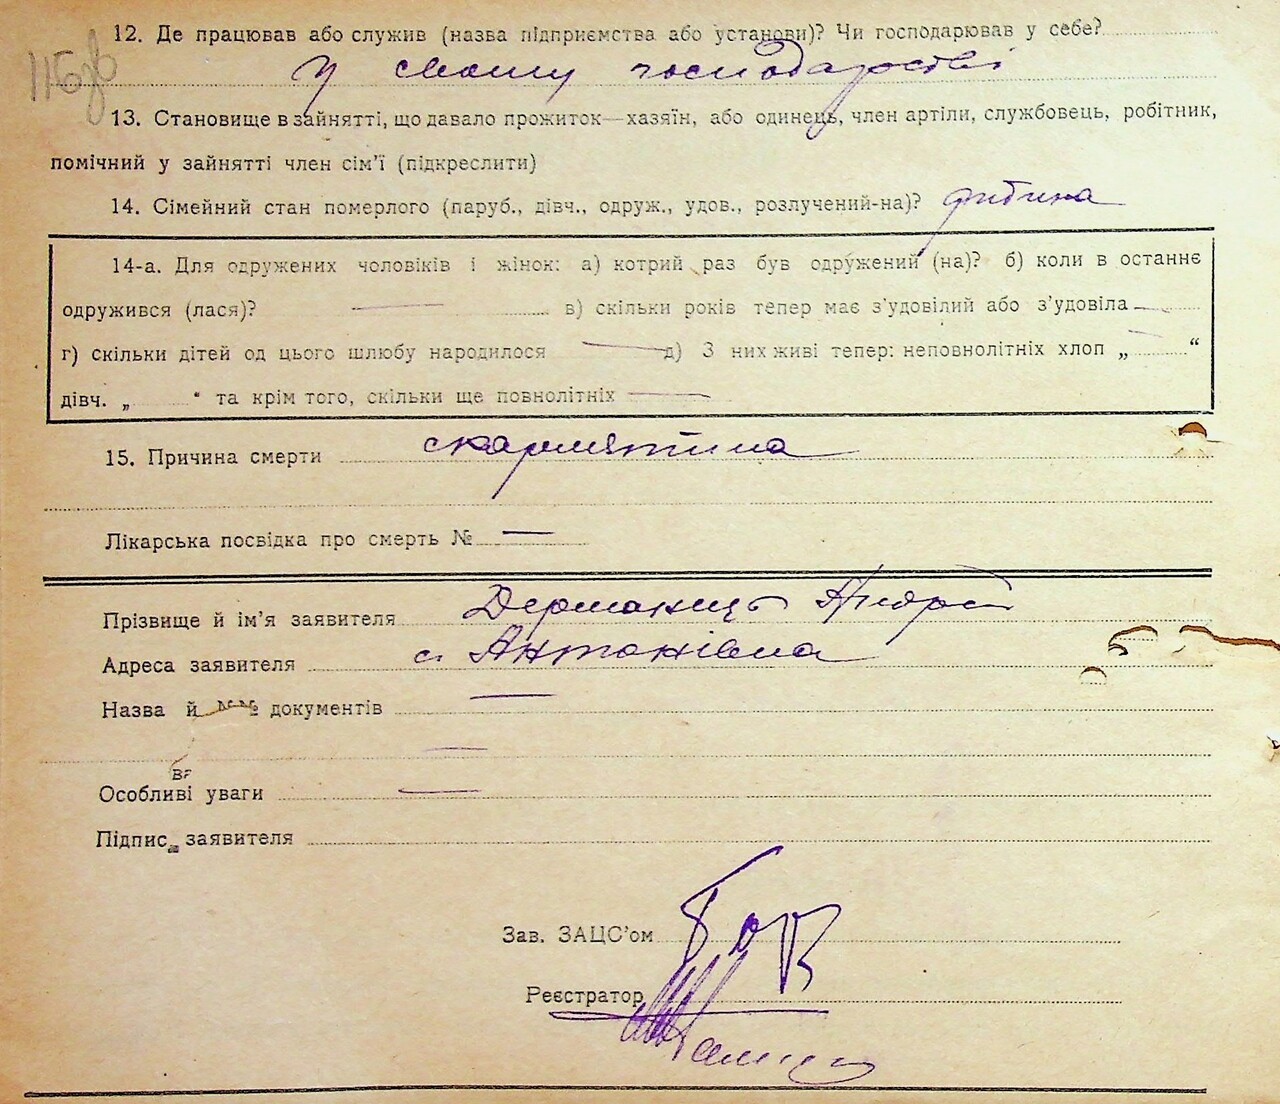 116зв
12. Де працював або служив (назва підприємства або установи)? Чи господарював у себе?
У своему господарстві
13. Становище в зайнятті, що давало прожиток—хазяїн, або одинець, член артіли, службовець, робітник,
помічний у зайнятті член сім’ї (підкреслити)
14. Сімейний стан померлого (паруб., дівч., одруж., удов., розлучений-на)? дитина
14-а. Для одружених чоловіків і жінок: а) котрий раз був одружений (на)? б) коли в останнє
одружився (лася)? — в) скільки років тепер має з’удовілий або з’удовіла —
г) скільки дітей од цього шлюбу народилося — д) З них живі тепер: неповнолітніх хлоп „ — “
дівч. „ “ та крім того, скільки ще повнолітніх —
15. Причина смерти скарлятина
Лікарська посвідка про смерть № —
Прізвище й ім’я заявителя Держанець Андрей
Адреса заявителя с. Антонівка
Назва й №№ документів —
—
Особливі уваги —
Підпис заявителя
Зав. ЗАЦС’ом
Реєстратор